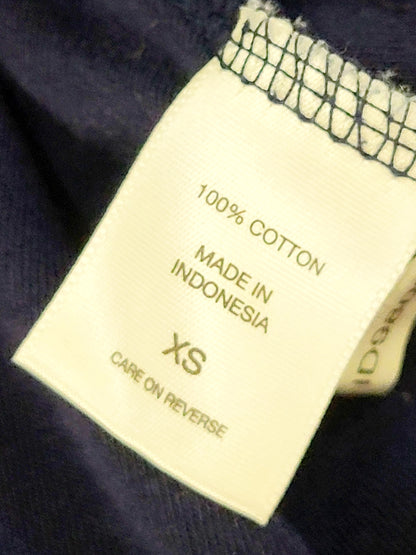 100% COTTON
MADE IN
INDONESIA
XS
CARE ON REVERSE